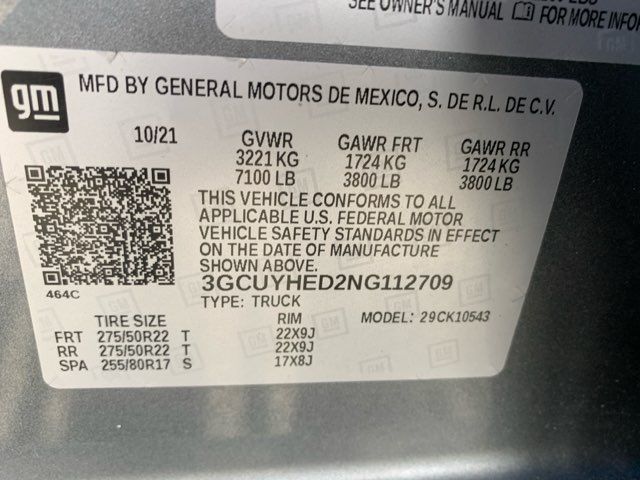 SEE OWNER'S MANUAL FOR MORE INFOR
gm MFD BY GENERAL MOTORS DE MEXICO, S. DE R.L. DE C.V.
10/21 GVWR GAWR FRT GAWR RR
3221 KG 1724 KG 1724 KG
7100 LB 3800 LB 3800 LB
THIS VEHICLE CONFORMS TO ALL
APPLICABLE U.S. FEDERAL MOTOR
VEHICLE SAFETY STANDARDS IN EFFECT
ON THE DATE OF MANUFACTURE
SHOWN ABOVE.
464C
3GCUYHED2NG112709
TYPE: TRUCK
TIRE SIZE RIM MODEL: 29CK10543
FRT 275/50R22 T 22X9J
RR 275/50R22 T 22X9J
SPA 255/80R17 S 17X8J